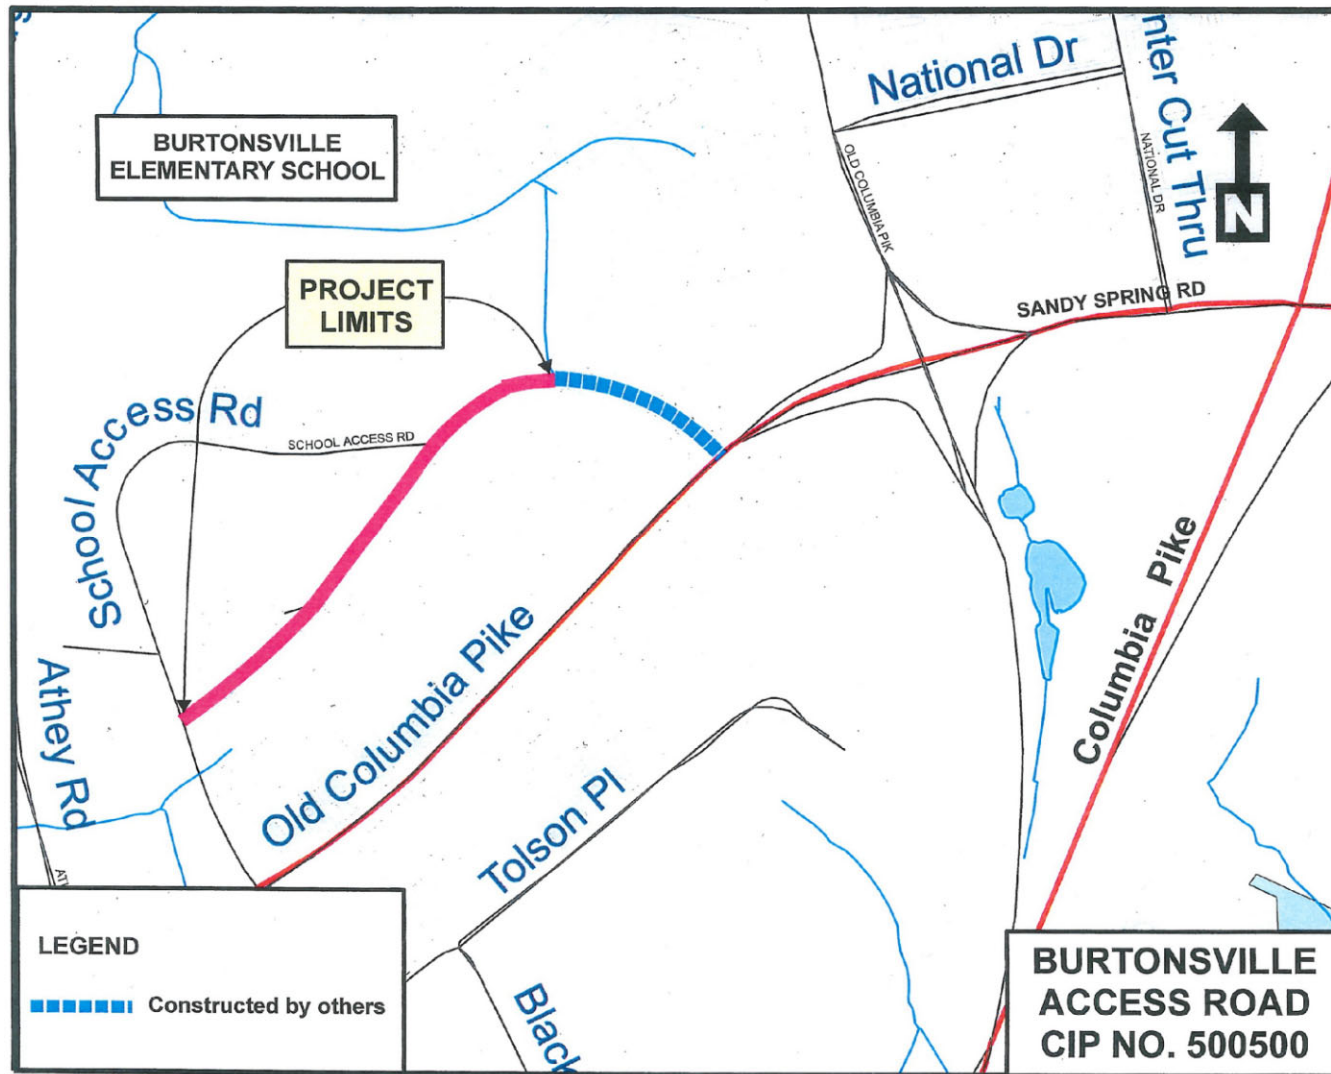 National Dr
nter Cut Thru
BURTONSVILLE
ELEMENTARY SCHOOL
OLD COLUMBIA PIK
NATIONAL DR
N
PROJECT
LIMITS
SANDY SPRING RD
School Access Rd
SCHOOL ACCESS RD
Columbia Pike
Old Columbia Pike
Athey Rd
Tolson Pl
LEGEND
Constructed by others
Black
BURTONSVILLE
ACCESS ROAD
CIP NO. 500500